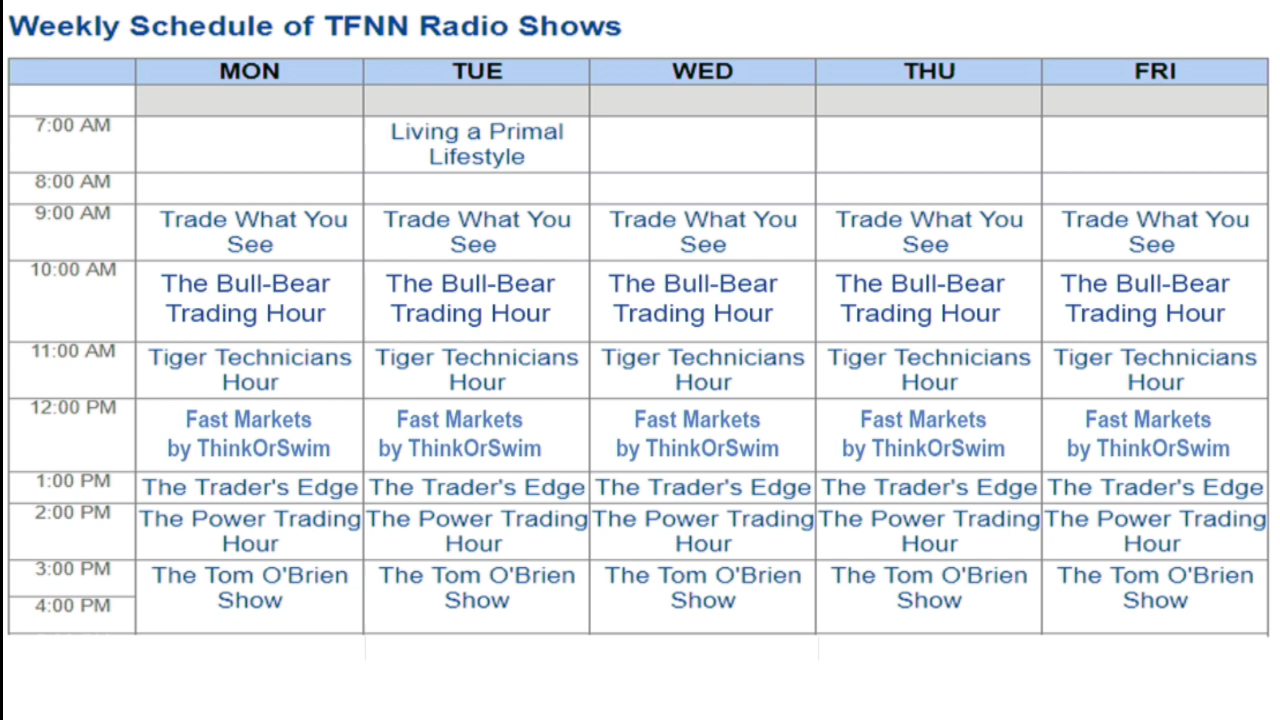 Weekly Schedule of TFNN Radio Shows
MON TUE WED THU FRI
7:00 AM
Living a Primal
Lifestyle
8:00 AM
9:00 AM
Trade What You Trade What You Trade What You Trade What You Trade What You
See See See See See
10:00 AM
The Bull-Bear The Bull-Bear The Bull-Bear The Bull-Bear The Bull-Bear
Trading Hour Trading Hour Trading Hour Trading Hour Trading Hour
11:00 AM
Tiger Technicians Tiger Technicians Tiger Technicians Tiger Technicians Tiger Technicians
Hour Hour Hour Hour Hour
12:00 PM
Fast Markets Fast Markets Fast Markets Fast Markets Fast Markets
by ThinkOrSwim by ThinkOrSwim by ThinkOrSwim by ThinkOrSwim by ThinkOrSwim
1:00 PM The Trader's Edge The Trader's Edge The Trader's Edge The Trader's Edge The Trader's Edge
2:00 PM
The Power Trading The Power Trading The Power Trading The Power Trading The Power Trading
Hour Hour Hour Hour Hour
3:00 PM
The Tom O'Brien The Tom O'Brien The Tom O'Brien The Tom O'Brien The Tom O'Brien
Show Show Show Show Show
4:00 PM